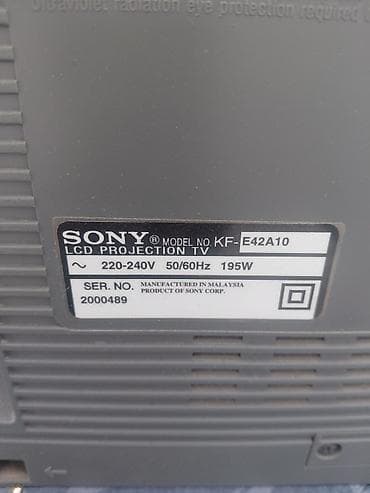 Ultraviolet radiation eye protection required
SONY® MODEL NO. KF-E42A10
LCD PROJECTION TV
~ 220-240V 50/60Hz 195W
SER. NO. MANUFACTURED IN MALAYSIA
2000489 PRODUCT OF SONY CORP.